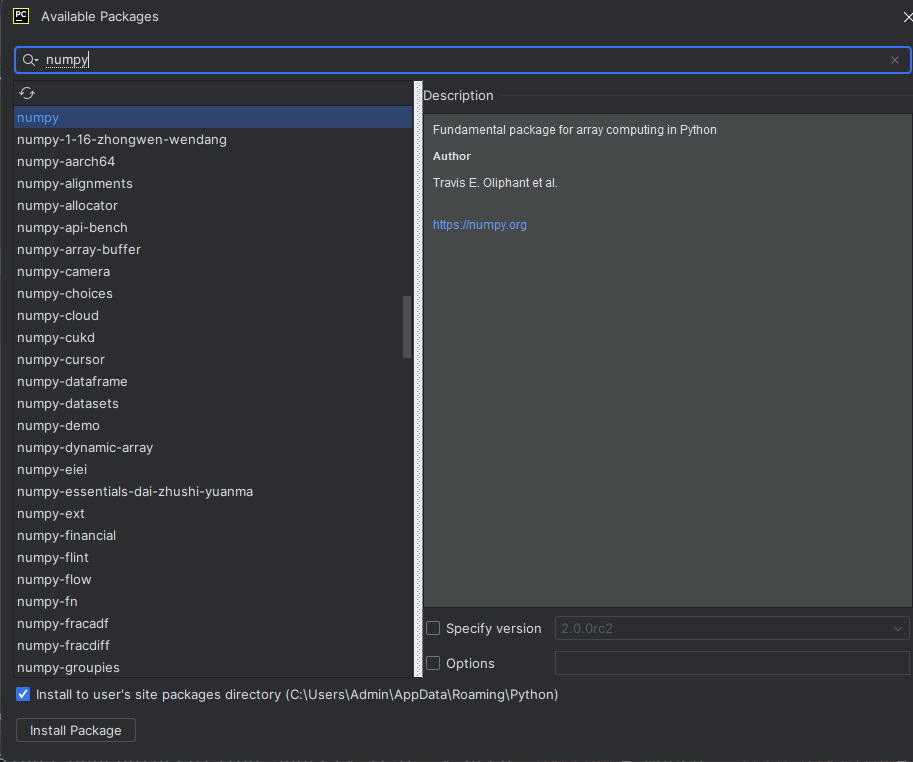 PC Available Packages
numpy
Description
numpy
numpy-1-16-zhongwen-wendang
numpy-aarch64
numpy-alignments
numpy-allocator
numpy-api-bench
numpy-array-buffer
numpy-camera
numpy-choices
numpy-cloud
numpy-cukd
numpy-cursor
numpy-dataframe
numpy-datasets
numpy-demo
numpy-dynamic-array
numpy-eiei
numpy-essentials-dai-zhushi-yuanma
numpy-ext
numpy-financial
numpy-flint
numpy-flow
numpy-fn
numpy-fracadf
numpy-fracdiff
numpy-groupies
Fundamental package for array computing in Python
Author
Travis E. Oliphant et al.
https://numpy.org
Specify version 2.0.0rc2
Options
Install to user's site packages directory (C:\Users\Admin\AppData\Roaming\Python)
Install Package